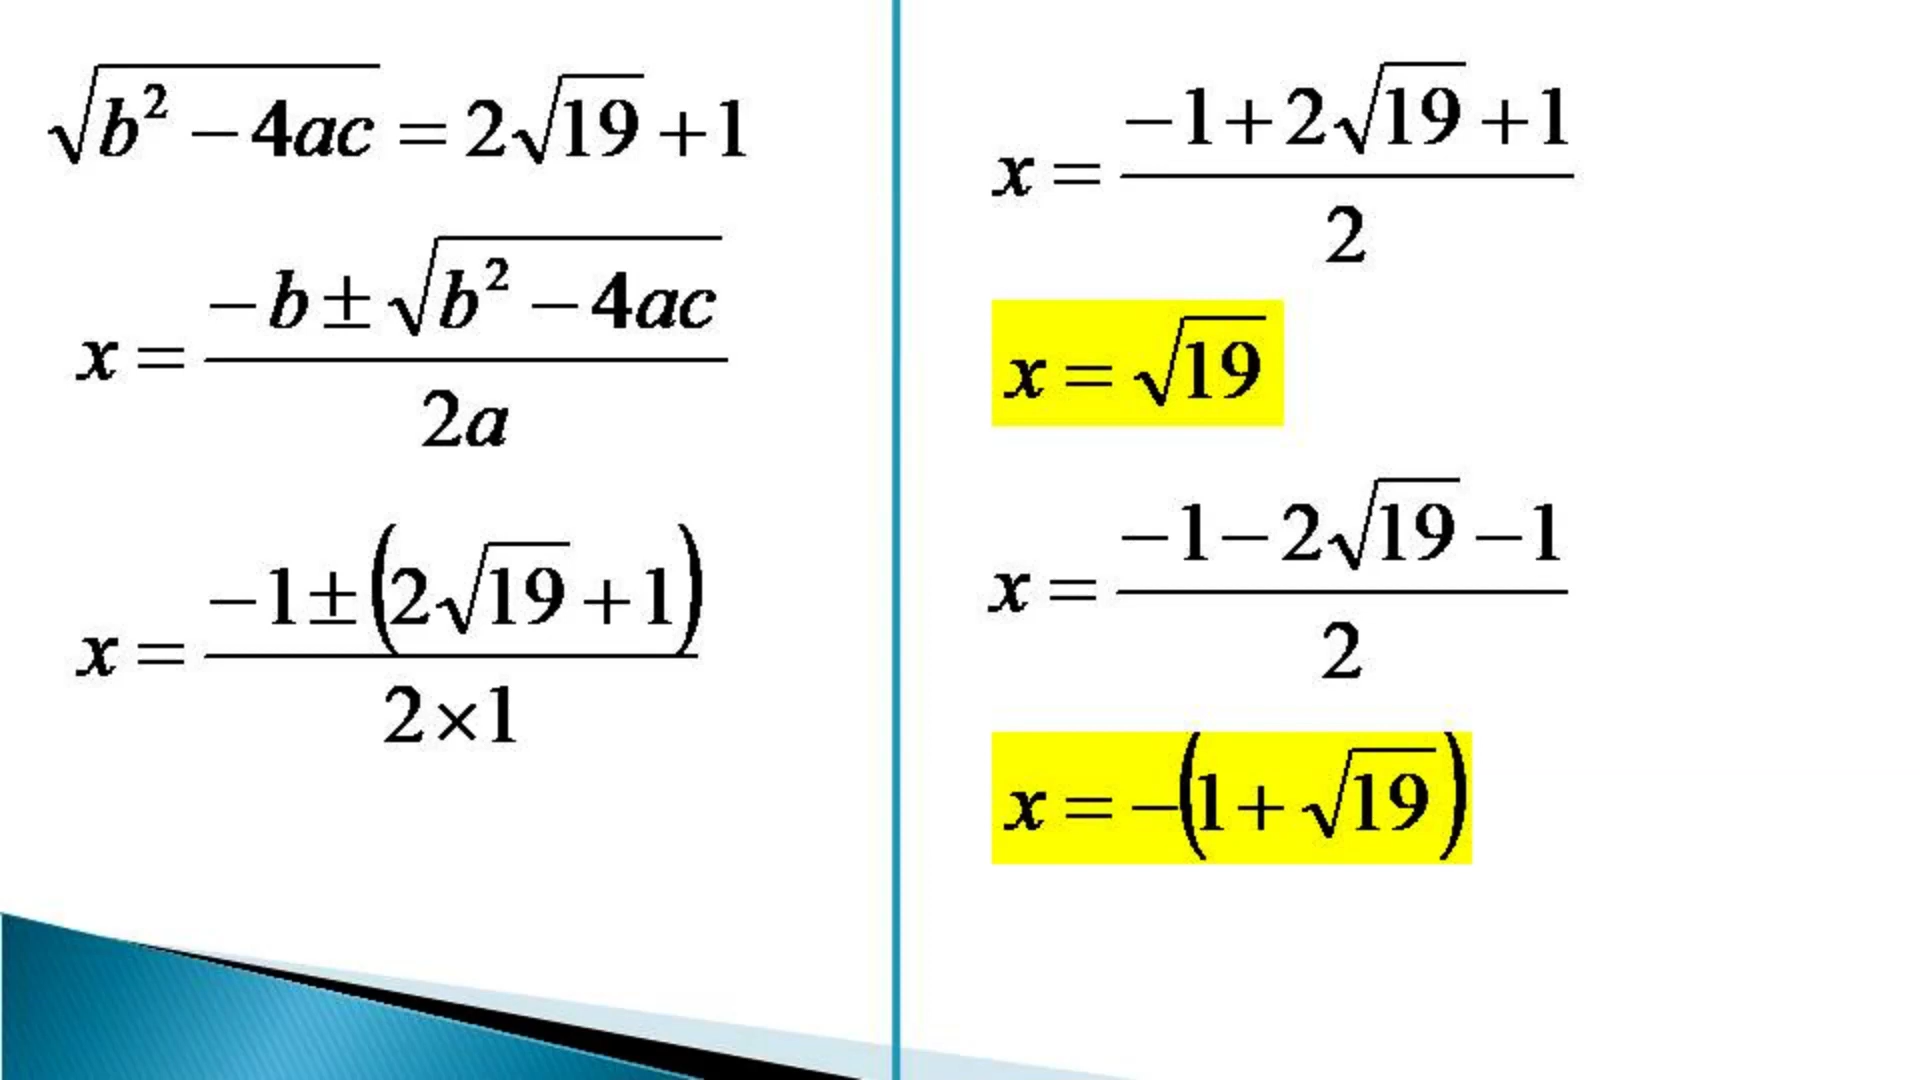 √(b² − 4ac) = 2√19 + 1
x = (−b ± √(b² − 4ac)) / 2a
x = (−1 ± (2√19 + 1)) / 2×1
x = (−1 + 2√19 + 1) / 2
x = √19
x = (−1 − 2√19 − 1) / 2
x = −(1 + √19)